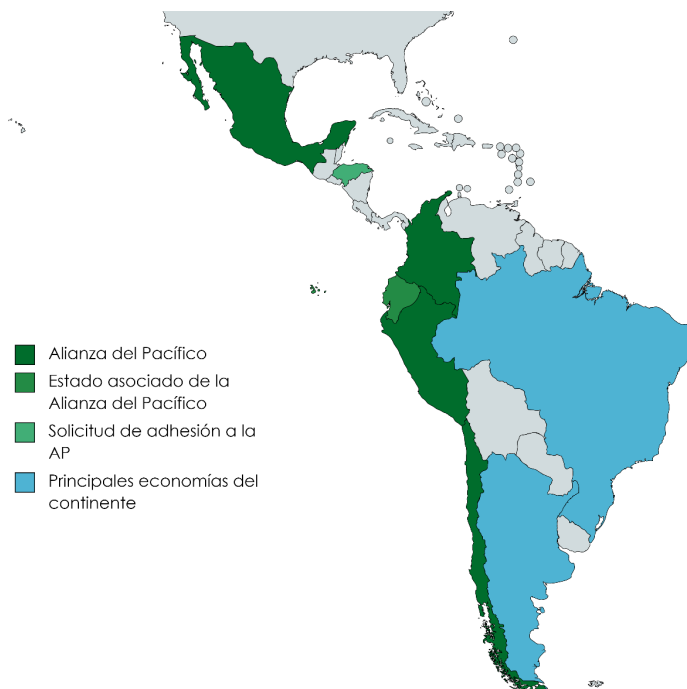 Alianza del Pacífico
Estado asociado de la
Alianza del Pacífico
Solicitud de adhesión a la
AP
Principales economías del
continente